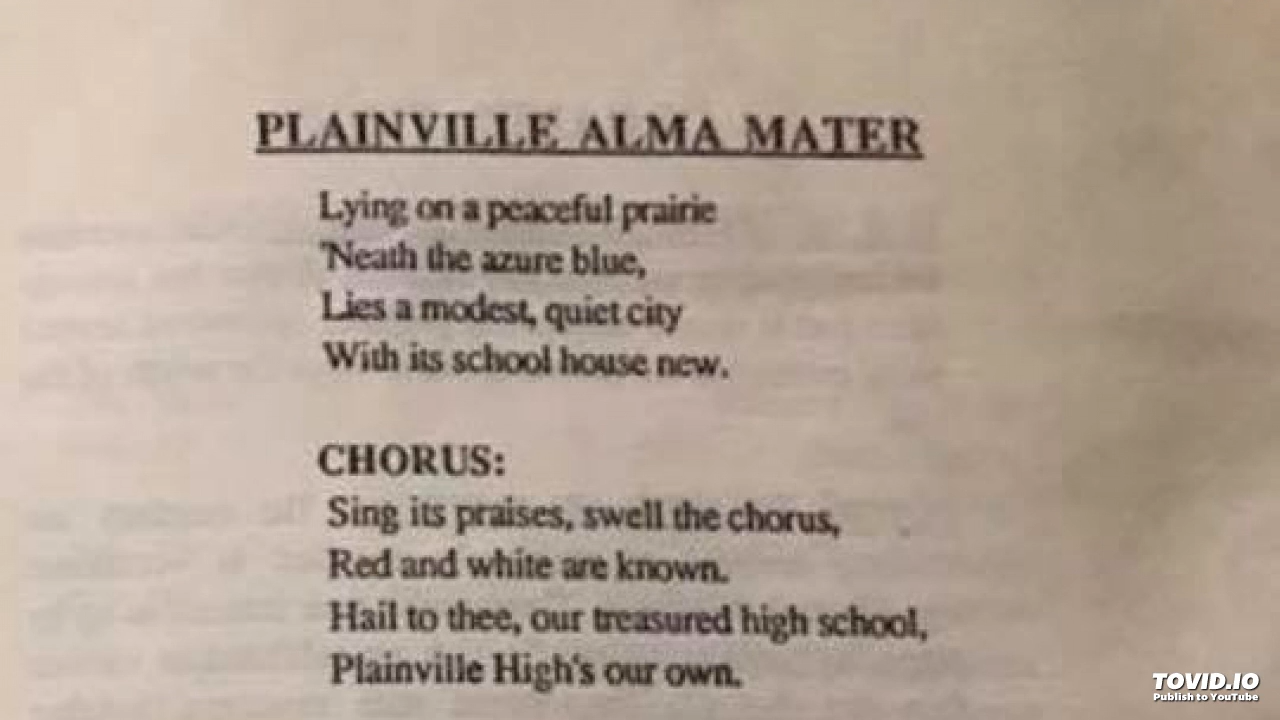 PLAINVILLE ALMA MATER
Lying on a peaceful prairie
'Neath the azure blue,
Lies a modest, quiet city
With its school house new.
CHORUS:
Sing its praises, swell the chorus,
Red and white are known.
Hail to thee, our treasured high school,
Plainville High's our own.
TOVID.IO
Publish to YouTube